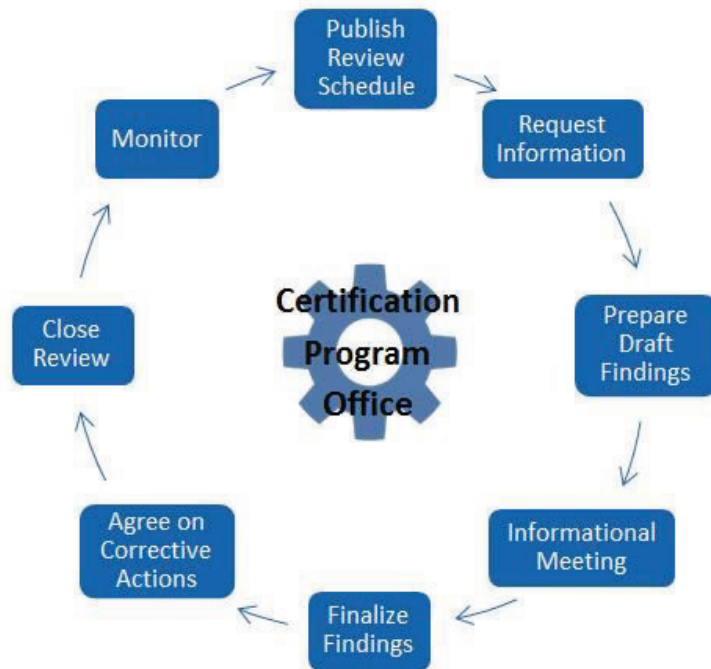 Publish
Review
Schedule
Request
Information
Prepare
Draft
Findings
Informational
Meeting
Finalize
Findings
Agree on
Corrective
Actions
Close
Review
Monitor
Certification
Program
Office